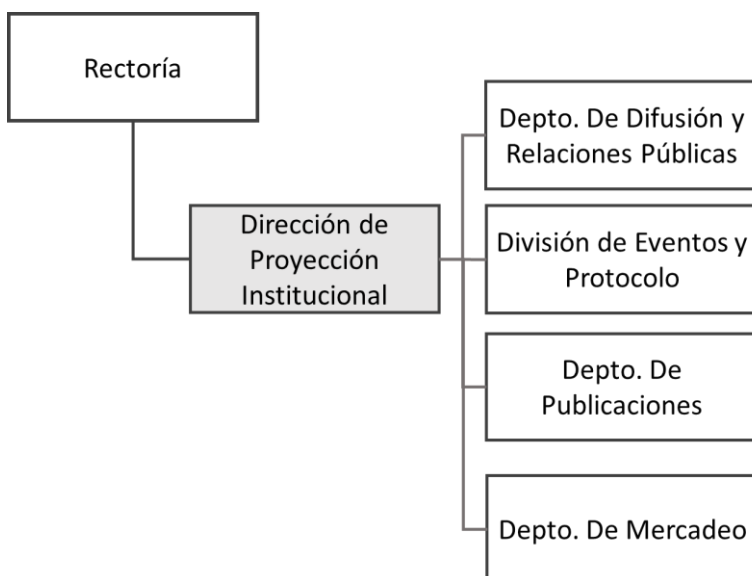 Rectoría
Dirección de
Proyección
Institucional
Depto. De Difusión y
Relaciones Públicas
División de Eventos y
Protocolo
Depto. De
Publicaciones
Depto. De Mercadeo